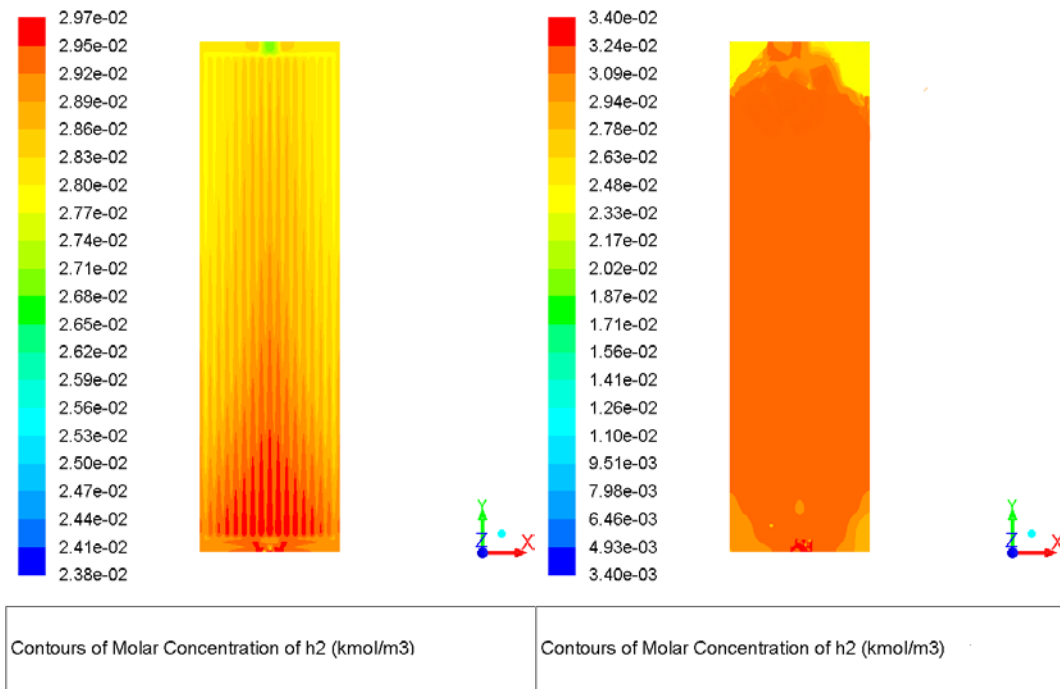 2.97e-02
2.95e-02
2.92e-02
2.89e-02
2.86e-02
2.83e-02
2.80e-02
2.77e-02
2.74e-02
2.71e-02
2.68e-02
2.65e-02
2.62e-02
2.59e-02
2.56e-02
2.53e-02
2.50e-02
2.47e-02
2.44e-02
2.41e-02
2.38e-02
Y
Z
X
Contours of Molar Concentration of h2 (kmol/m3)
3.40e-02
3.24e-02
3.09e-02
2.94e-02
2.78e-02
2.63e-02
2.48e-02
2.33e-02
2.17e-02
2.02e-02
1.87e-02
1.71e-02
1.56e-02
1.41e-02
1.26e-02
1.10e-02
9.51e-03
7.98e-03
6.46e-03
4.93e-03
3.40e-03
Y
Z
X
Contours of Molar Concentration of h2 (kmol/m3)